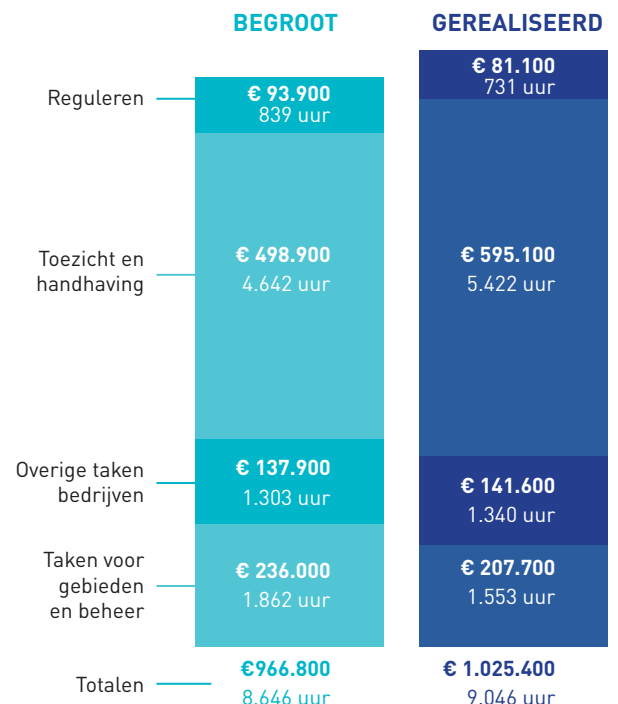 BEGROOT
GEREALISEERD
Reguleren
€ 93.900
839 uur
€ 81.100
731 uur
Toezicht en
handhaving
€ 498.900
4.642 uur
€ 595.100
5.422 uur
Overige taken
bedrijven
€ 137.900
1.303 uur
€ 141.600
1.340 uur
Taken voor
gebieden
en beheer
€ 236.000
1.862 uur
€ 207.700
1.553 uur
Totalen
€966.800
8.646 uur
€ 1.025.400
9.046 uur